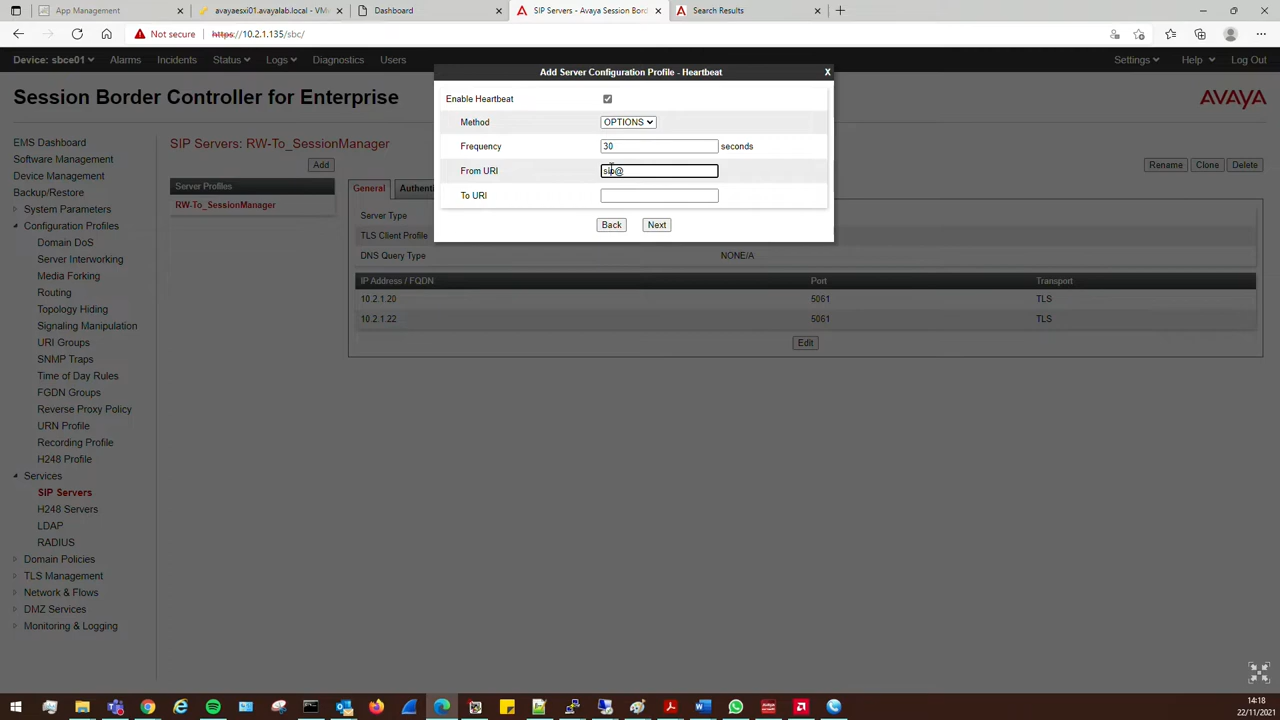 App Management
avayaesxi01.avayalab.local - VM
Dashboard
SIP Servers - Avaya Session Bord
Search Results
Not secure
https://10.2.1.135/sbc/
Device: sbce01
Alarms
Incidents
Status
Logs
Diagnostics
Users
Settings
Help
Log Out
Session Border Controller for Enterprise
AVAYA
EMS Dashboard
Software Management
Device Management
Backup/Restore
System Parameters
Configuration Profiles
Domain DoS
Server Interworking
Media Forking
Routing
Topology Hiding
Signaling Manipulation
URI Groups
SNMP Traps
Time of Day Rules
FGDN Groups
Reverse Proxy Policy
URN Profile
Recording Profile
H248 Profile
Services
SIP Servers
H248 Servers
LDAP
RADIUS
Domain Policies
TLS Management
Network & Flows
DMZ Services
Monitoring & Logging
SIP Servers: RW-To_SessionManager
Add
Rename
Clone
Delete
Server Profiles
RW-To_SessionManager
General
Authenti
Server Type
TLS Client Profile
DNS Query Type
NONE/A
IP Address / FQDN
Port
Transport
10.2.1.20
5061
TLS
10.2.1.22
5061
TLS
Edit
Add Server Configuration Profile - Heartbeat
X
Enable Heartbeat
Method
OPTIONS
Frequency
30
seconds
From URI
sip@
To URI
Back
Next
14:18
22/11/2021